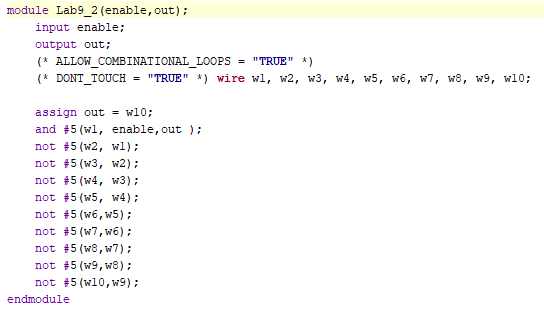 module Lab9_2(enable,out);
input enable;
output out;
(* ALLOW_COMBINATIONAL_LOOPS = "TRUE" *)
(* DONT_TOUCH = "TRUE" *) wire w1, w2, w3, w4, w5, w6, w7, w8, w9, w10;
assign out = w10;
and #5(w1, enable,out );
not #5(w2, w1);
not #5(w3, w2);
not #5(w4, w3);
not #5(w5, w4);
not #5(w6,w5);
not #5(w7,w6);
not #5(w8,w7);
not #5(w9,w8);
not #5(w10,w9);
endmodule